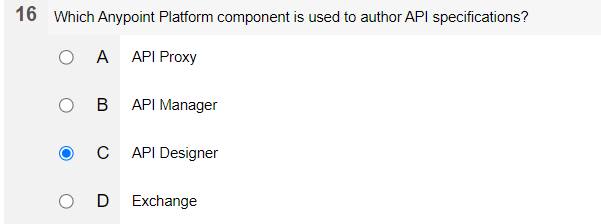 16 Which Anypoint Platform component is used to author API specifications?
A API Proxy
B API Manager
C API Designer
D Exchange